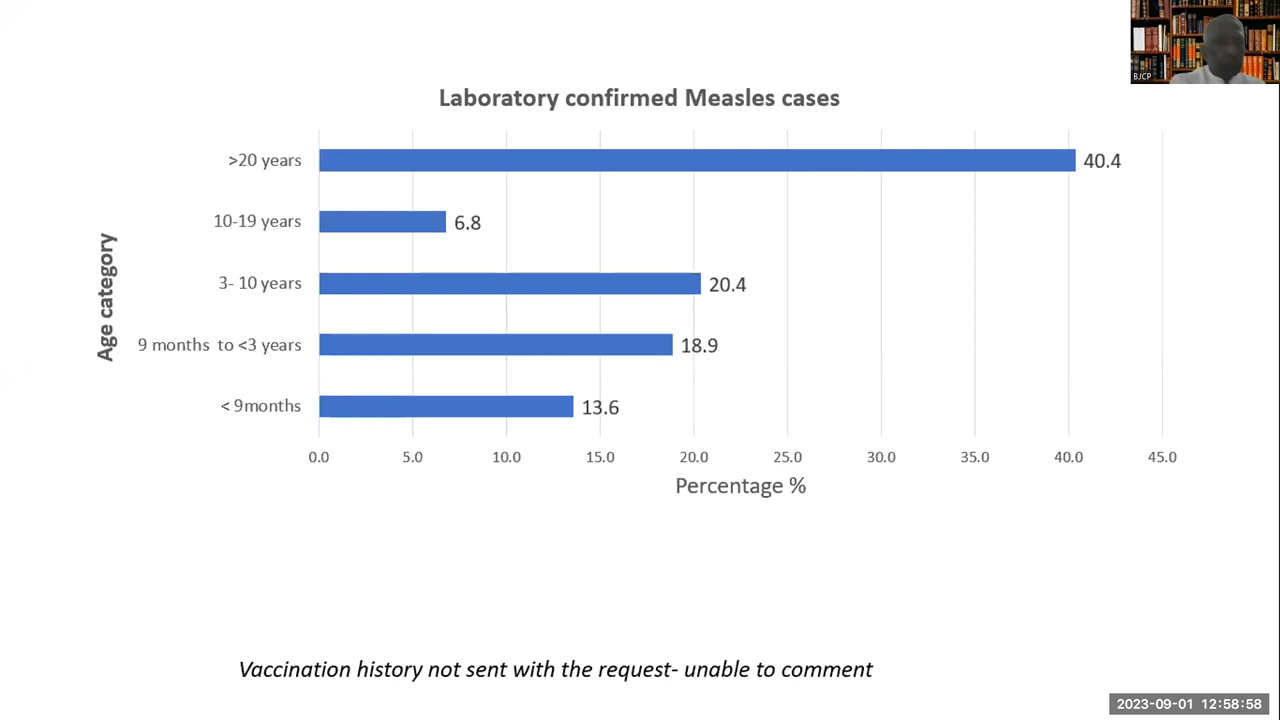 BJCP
Laboratory confirmed Measles cases
>20 years
40.4
10-19 years
6.8
3- 10 years
20.4
9 months  to <3 years
18.9
< 9months
13.6
Age category
0.0 5.0 10.0 15.0 20.0 25.0 30.0 35.0 40.0 45.0
Percentage %
Vaccination history not sent with the request- unable to comment
2023-09-01 12:58:58